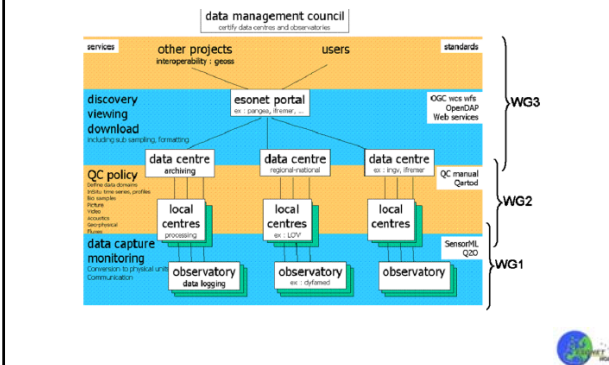 data management council
certify data centres and observatories
services
other projects
interoperability : geoss
users
standards
discovery
viewing
download
including sub sampling, formatting
esonet portal
ex : pangea, ifremer, ...
OGC wcs wfs
OpenDAP
Web services
WG3
data centre
archiving
data centre
regional-national
data centre
ex : ingv, ifremer
QC policy
Define data domains
InSitu time-series, profiles
Bio samples
Picture
Video
Acoustics
Geo-physical
Fluxes
QC manual
Qartod
WG2
local
centres
processing
local
centres
ex : LOV
local
centres
data capture
monitoring
Conversion to physical units
Communication
SensorML
O2O
WG1
observatory
data logging
observatory
ex : dyfamed
observatory
ESONET